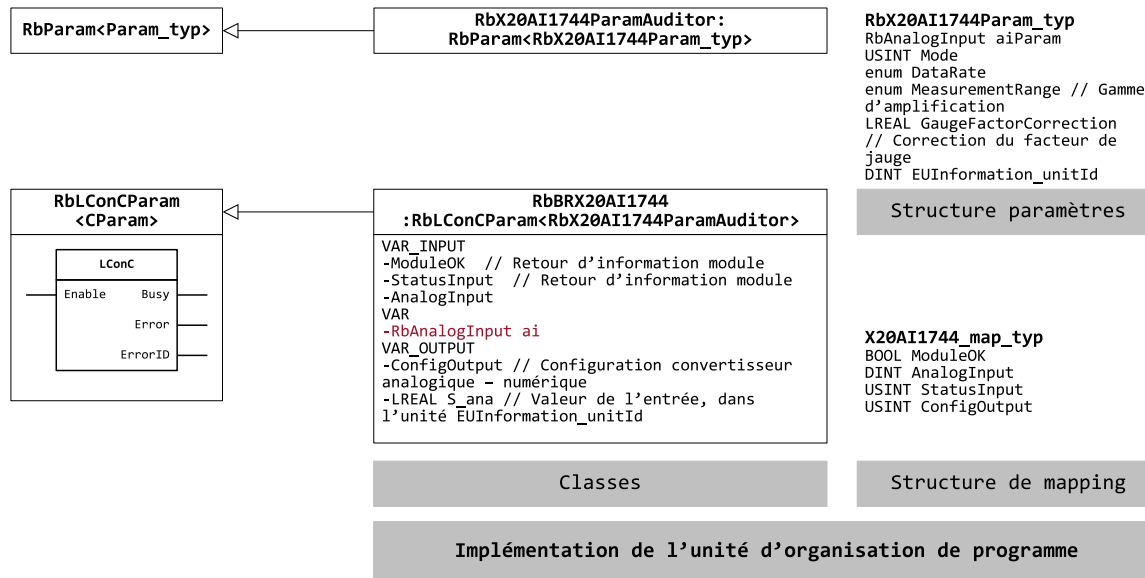 RbParam<Param_typ>
RbX20AI1744ParamAuditor:
RbParam<RbX20AI1744Param_typ>
RbX20AI1744Param_typ
RbAnalogInput aiParam
USINT Mode
enum DataRate
enum MeasurementRange // Gamme
d’amplification
LREAL GaugeFactorCorrection
// Correction du facteur de
jauge
DINT EUInformation_unitId
Structure paramètres
RbLConCParam
<CParam>
LConC
Enable
Busy
Error
ErrorID
RbBRX20AI1744
:RbLConCParam<RbX20AI1744ParamAuditor>
VAR_INPUT
-ModuleOK // Retour d’information module
-StatusInput // Retour d’information module
-AnalogInput
VAR
-RbAnalogInput ai
VAR_OUTPUT
-ConfigOutput // Configuration convertisseur
analogique – numérique
-LREAL S_ana // Valeur de l’entrée, dans
l’unité EUInformation_unitId
X20AI1744_map_typ
BOOL ModuleOK
DINT AnalogInput
USINT StatusInput
USINT ConfigOutput
Classes
Structure de mapping
Implémentation de l’unité d’organisation de programme